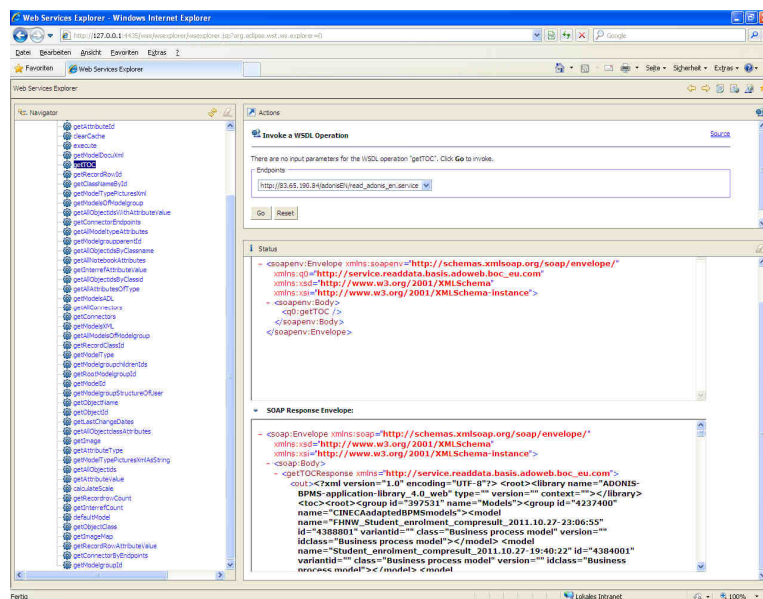 Web Services Explorer - Windows Internet Explorer
http://127.0.0.1:4435/wse/wsexplorer/wsexplorer.jsp?org.eclipse.wst.ws.explorer=0
Google
Datei Bearbeiten Ansicht Favoriten Extras ?
Favoriten Web Services Explorer
Seite Sicherheit Extras
Web Services Explorer
Navigator
getAttributeId
clearCache
execute
getModelDocuXml
getTOC
getRecordRowId
getClassNameById
getModelTypePicturesXml
getModelsOfModelgroup
getAllObjectIdsWithAttributeValue
getConnectorEndpoints
getAllModeltypeAttributes
getModelgroupparentId
getAllObjectIdsByClassname
getAllNotebookAttributes
getInterrefAttributeValue
getAllObjectIdsByClassid
getAllAttributesOfType
getModelsADL
getAllConnectors
getConnectors
getModelsXML
getAllModelsOfModelgroup
getRecordClassId
getModelType
getModelgroupchildrenIds
getRootModelgroupId
getModelId
getModelgroupStructureOfUser
getObjectName
getObjectId
getLastChangeDates
getAllObjectclassAttributes
getImage
getAttributeType
getModelTypePicturesXmlAsString
getAllObjectIds
getAttributeValue
calculateScale
getRecordrowCount
getInterrefCount
defaultModel
getObjectClass
getImageMap
getRecordRowAttributeValue
getConnectorByEndpoints
getModelgroupId
Actions
Invoke a WSDL Operation Source
There are no input parameters for the WSDL operation "getTOC". Click Go to invoke.
Endpoints
http://83.65.190.84/adonisEN/read_adonis_en.service
Go Reset
Status
- <soapenv:Envelope xmlns:soapenv="http://schemas.xmlsoap.org/soap/envelope/"
xmlns:q0="http://service.readdata.basis.adoweb.boc_eu.com"
xmlns:xsd="http://www.w3.org/2001/XMLSchema"
xmlns:xsi="http://www.w3.org/2001/XMLSchema-instance">
- <soapenv:Body>
<q0:getTOC />
</soapenv:Body>
</soapenv:Envelope>
SOAP Response Envelope:
- <soap:Envelope xmlns:soap="http://schemas.xmlsoap.org/soap/envelope/"
xmlns:xsd="http://www.w3.org/2001/XMLSchema"
xmlns:xsi="http://www.w3.org/2001/XMLSchema-instance">
- <soap:Body>
- <getTOCResponse xmlns="http://service.readdata.basis.adoweb.boc_eu.com">
<out><?xml version="1.0" encoding="UTF-8"?> <root><library name="ADONIS-
BPMS-application-library_4.0_web" type="" version="" context=""></library>
<toc><root><group id="397531" name="Models"><group id="4237400"
name="CINECAadaptedBPMSmodels"><model
name="FHNW_Student_enrolment_compresult_2011.10.27-23:06:55"
id="4388801" variantid="" class="Business process model" version=""
idclass="Business process model"></model> <model
name="Student_enrolment_compresult_2011.10.27-19:40:22" id="4384001"
variantid="" class="Business process model" version="" idclass="Business
process model"></model> <model
Fertig Lokales Intranet 100%